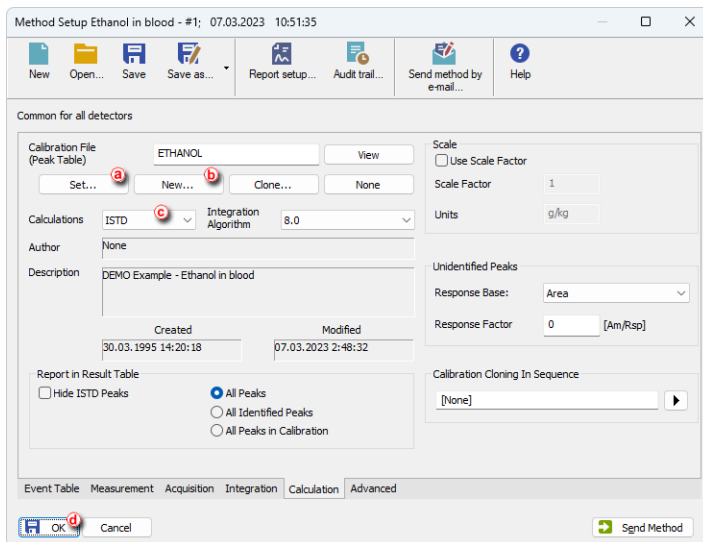 Method Setup Ethanol in blood - #1; 07.03.2023 10:51:35
New Open... Save Save as... Report setup... Audit trail... Send method by e-mail... Help
Common for all detectors
Calibration File
(Peak Table)
ETHANOL
View
Set... a New... b Clone... None
Calculations ISTD c Integration Algorithm 8.0
Author None
Description DEMO Example - Ethanol in blood
Created Modified
30.03.1995 14:20:18 07.03.2023 2:48:32
Report in Result Table
Hide ISTD Peaks All Peaks
All Identified Peaks
All Peaks in Calibration
Scale
Use Scale Factor
Scale Factor 1
Units g/kg
Unidentified Peaks
Response Base: Area
Response Factor 0 [Am/Rsp]
Calibration Cloning In Sequence
[None]
Event Table Measurement Acquisition Integration Calculation Advanced
OK d Cancel Send Method